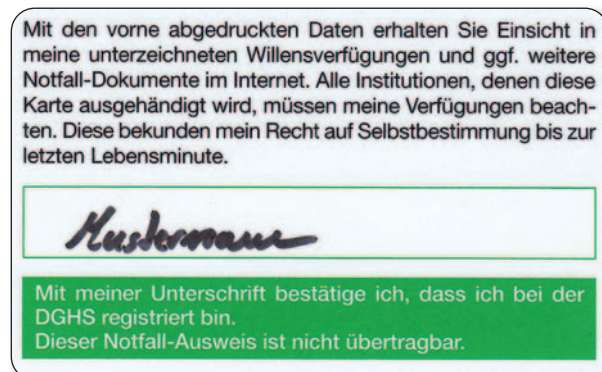 Mit den vorne abgedruckten Daten erhalten Sie Einsicht in
meine unterzeichneten Willensverfügungen und ggf. weitere
Notfall-Dokumente im Internet. Alle Institutionen, denen diese
Karte ausgehändigt wird, müssen meine Verfügungen beach-
ten. Diese bekunden mein Recht auf Selbstbestimmung bis zur
letzten Lebensminute.
Mustermann
Mit meiner Unterschrift bestätige ich, dass ich bei der
DGHS registriert bin.
Dieser Notfall-Ausweis ist nicht übertragbar.